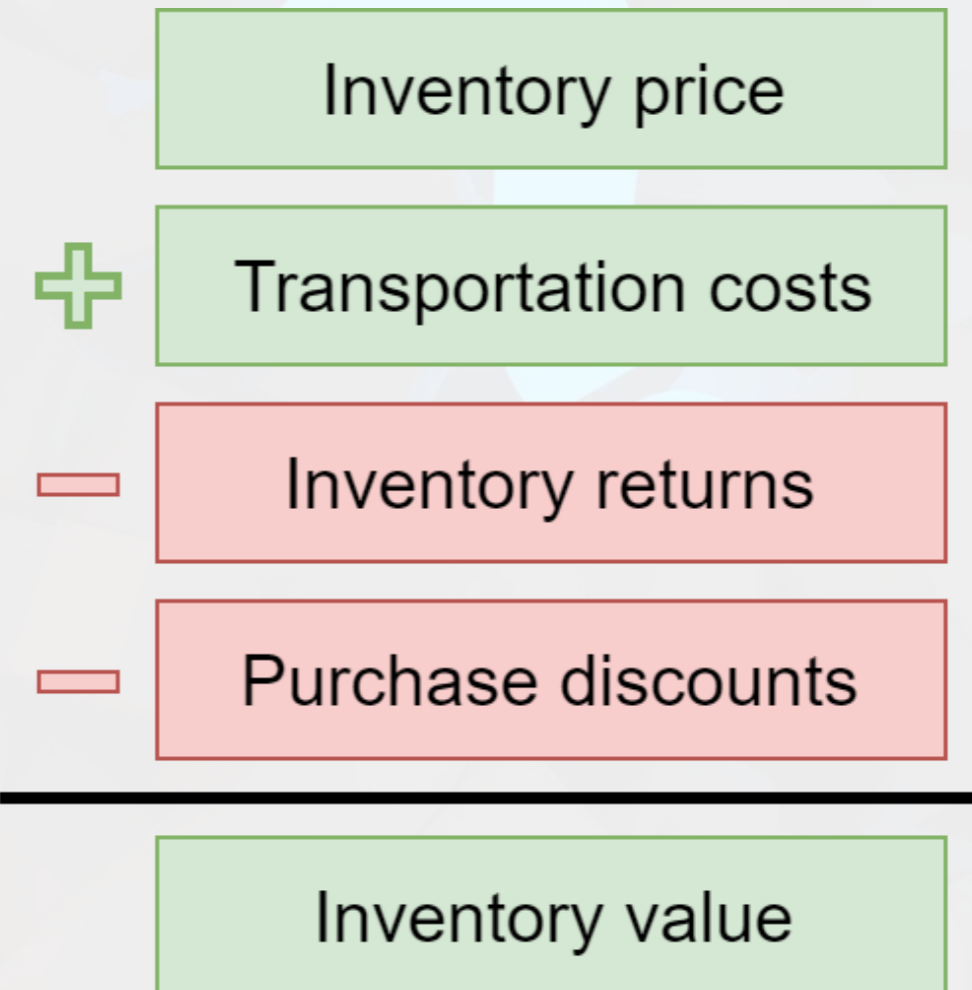 Inventory price
Transportation costs
Inventory returns
Purchase discounts
Inventory value